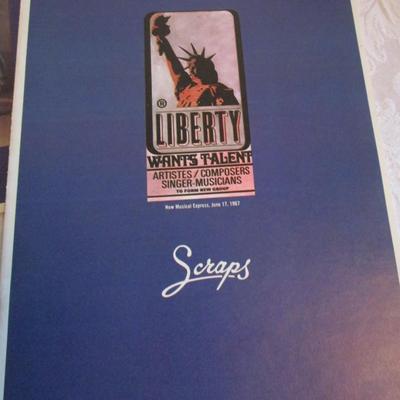 ®
LIBERTY
WANTS TALENT
ARTISTES/COMPOSERS
SINGER-MUSICIANS
TO FORM NEW GROUP
New Musical Express, June 17, 1967
Scraps